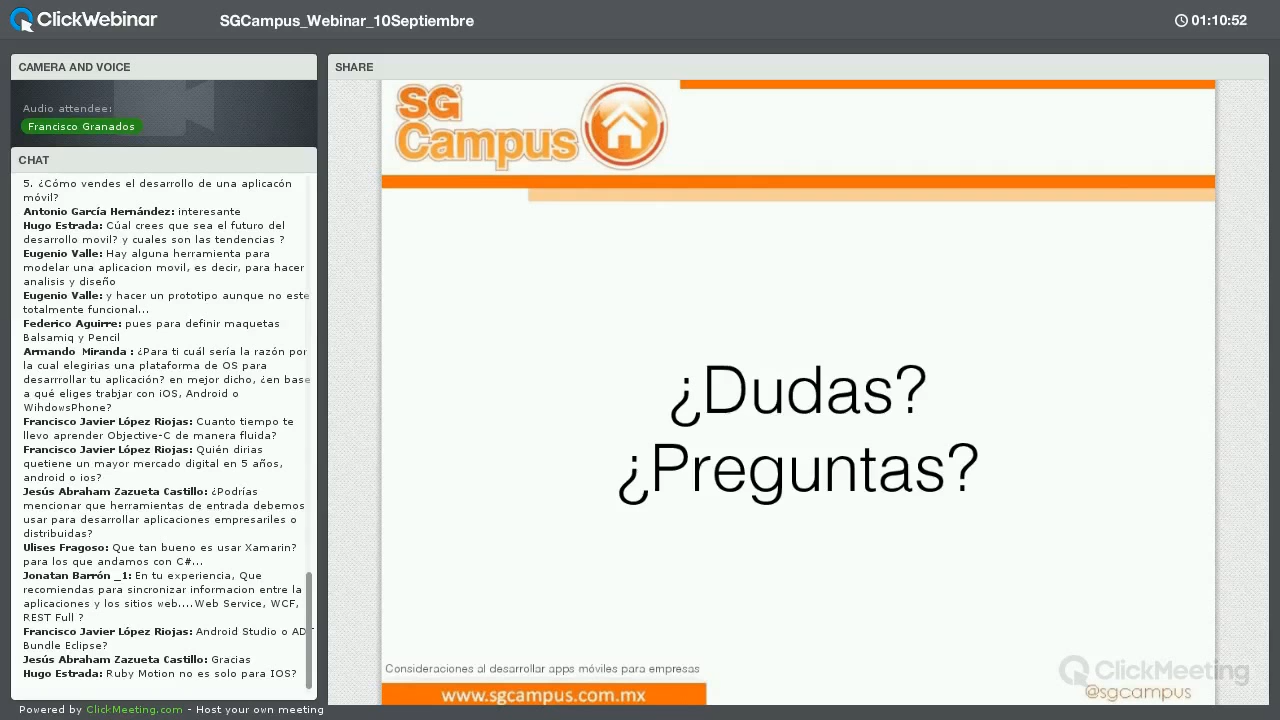 ClickWebinar
SGCampus_Webinar_10Septiembre
01:10:52
CAMERA AND VOICE
Audio attendee:
Francisco Granados
CHAT
5. ¿Cómo vendes el desarrollo de una aplicazón
móvil?
Antonio García Hernández: interesante
Hugo Estrada: Cúal crees que sea el futuro del
desarrollo movil? y cuales son las tendencias ?
Eugenio Valle: Hay alguna herramienta para
modelar una aplicacion movil, es decir, para hacer
analisis y diseño
Eugenio Valle: y hacer un prototipo aunque no este
totalmente funcional...
Federico Aguirre: pues para definir maquetas
Balsamiq y Pencil
Armando Miranda : ¿Para ti cuál sería la razón por
la cual elegirias una plataforma de OS para
desarrollar tu aplicación? en mejor dicho, ¿en base
a qué eliges trabjar con iOS, Android o
WihdowsPhone?
Francisco Javier López Riojas: Cuanto tiempo te
llevo aprender Objective-C de manera fluida?
Francisco Javier López Riojas: Quién dirias
quetiene un mayor mercado digital en 5 años,
android o ios?
Jesús Abraham Zazueta Castillo: ¿Podrías
mencionar que herramientas de entrada debemos
usar para desarrollar aplicaciones empresariles o
distribuidas?
Ulises Fragoso: Que tan bueno es usar Xamarin?
para los que andamos con C#...
Jonatan Barrón _1: En tu experiencia, Que
recomiendas para sincronizar informacion entre la
aplicaciones y los sitios web....Web Service, WCF,
REST Full ?
Francisco Javier López Riojas: Android Studio o ADT
Bundle Eclipse?
Jesús Abraham Zazueta Castillo: Gracias
Hugo Estrada: Ruby Motion no es solo para IOS?
Powered by ClickMeeting.com - Host your own meeting
SHARE
SG
Campus
¿Dudas?
¿Preguntas?
Consideraciones al desarrollar apps móviles para empresas
www.sgcampus.com.mx
ClickMeeting
@sgcampus